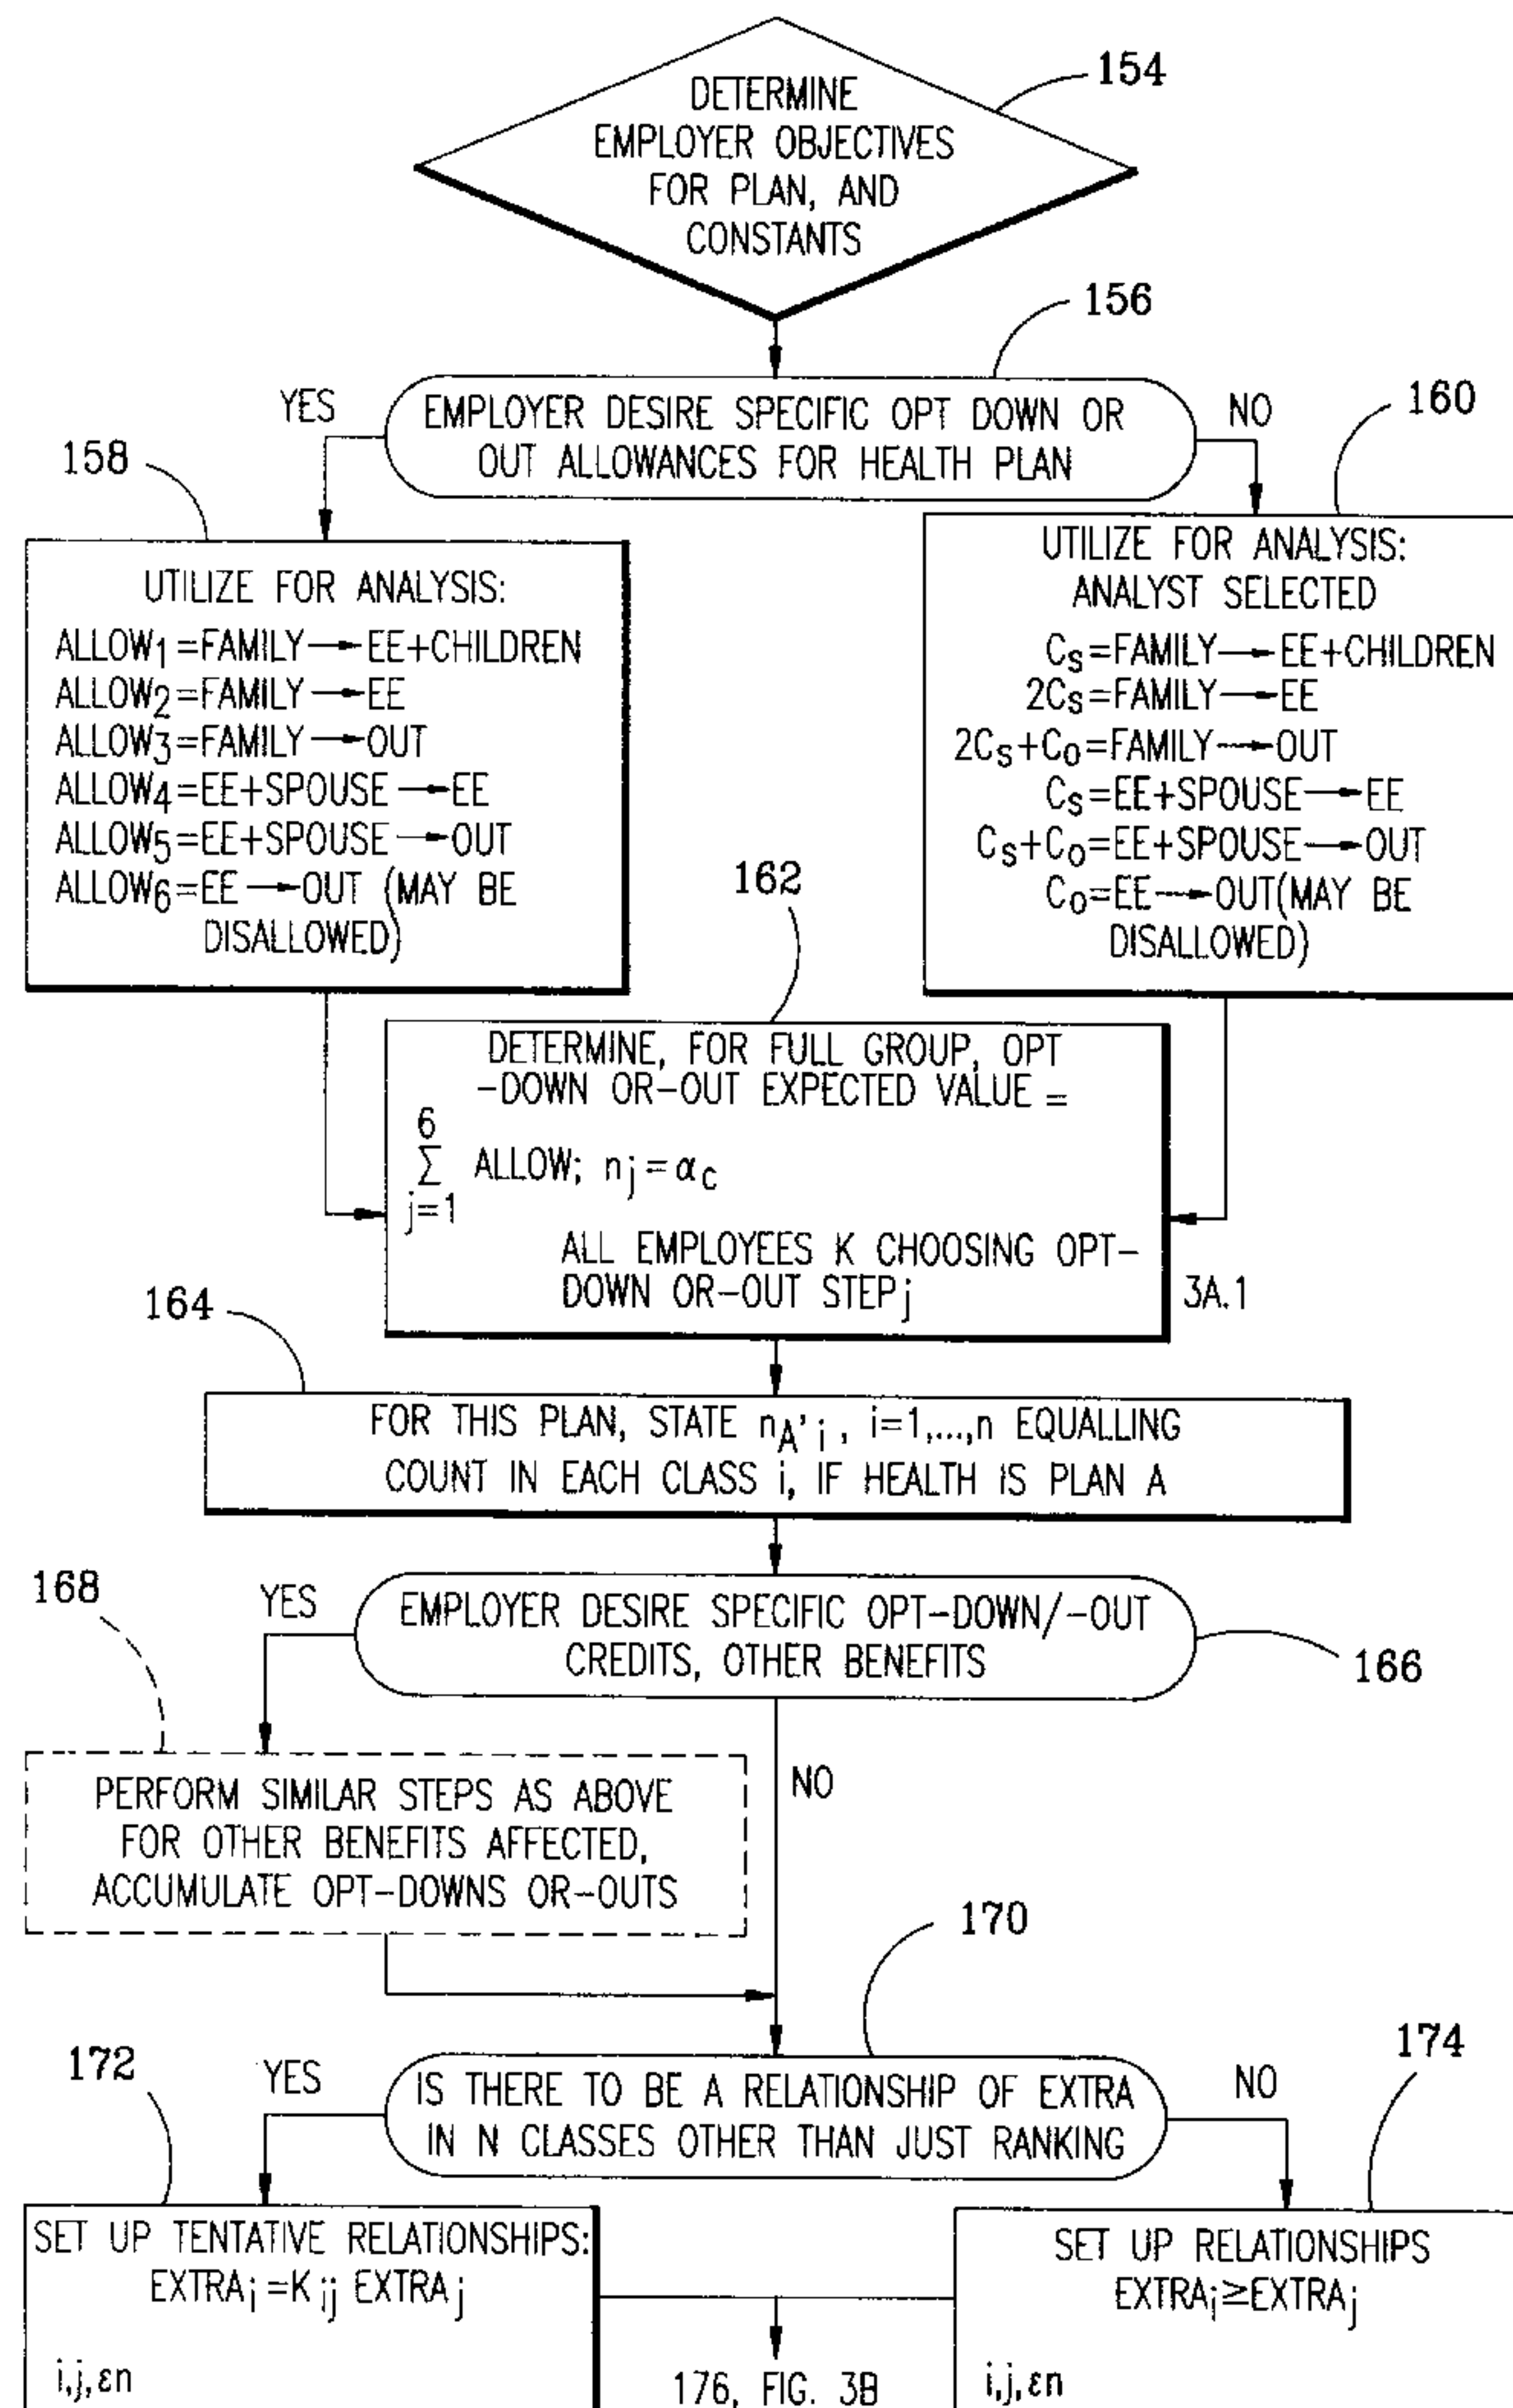 154
DETERMINE
EMPLOYER OBJECTIVES
FOR PLAN, AND
CONSTANTS
156
YES
EMPLOYER DESIRE SPECIFIC OPT DOWN OR
OUT ALLOWANCES FOR HEALTH PLAN
NO
160
158
UTILIZE FOR ANALYSIS:
ALLOW1=FAMILY→EE+CHILDREN
ALLOW2=FAMILY→EE
ALLOW3=FAMILY→OUT
ALLOW4=EE+SPOUSE→EE
ALLOW5=EE+SPOUSE→OUT
ALLOW6=EE→OUT (MAY BE
DISALLOWED)
UTILIZE FOR ANALYSIS:
ANALYST SELECTED
CS=FAMILY→EE+CHILDREN
2CS=FAMILY→EE
2CS+CO=FAMILY→OUT
CS=EE+SPOUSE→EE
CS+CO=EE+SPOUSE→OUT
CO=EE→OUT(MAY BE
DISALLOWED)
162
DETERMINE, FOR FULL GROUP, OPT
-DOWN OR-OUT EXPECTED VALUE =
6
Σ ALLOW; nj=αc
j=1
ALL EMPLOYEES K CHOOSING OPT-
DOWN OR-OUT STEPj
3A.1
164
FOR THIS PLAN, STATE nA'i, i=1,...,n EQUALLING
COUNT IN EACH CLASS i, IF HEALTH IS PLAN A
168
YES
EMPLOYER DESIRE SPECIFIC OPT-DOWN/-OUT
CREDITS, OTHER BENEFITS
166
PERFORM SIMILAR STEPS AS ABOVE
FOR OTHER BENEFITS AFFECTED,
ACCUMULATE OPT-DOWNS OR-OUTS
NO
170
172
YES
IS THERE TO BE A RELATIONSHIP OF EXTRA
IN N CLASSES OTHER THAN JUST RANKING
NO
174
SET UP TENTATIVE RELATIONSHIPS:
EXTRAi=Kij EXTRAj
i,j,εn
176, FIG. 3B
SET UP RELATIONSHIPS
EXTRAi≥EXTRAj
i,j,εn